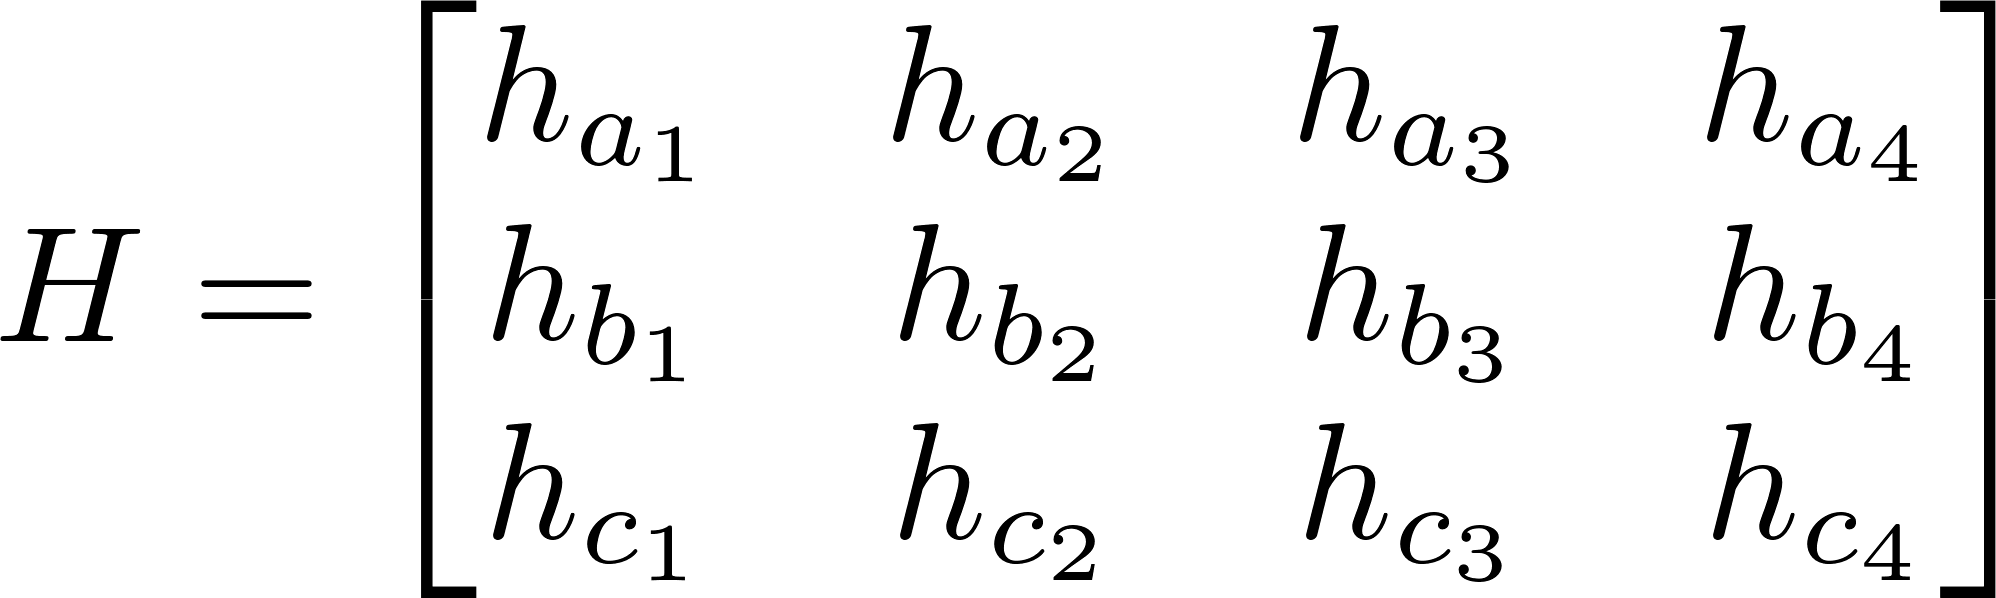 h_{a_1} h_{a_2} h_{a_3} h_{a_4}
H = h_{b_1} h_{b_2} h_{b_3} h_{b_4}
h_{c_1} h_{c_2} h_{c_3} h_{c_4}